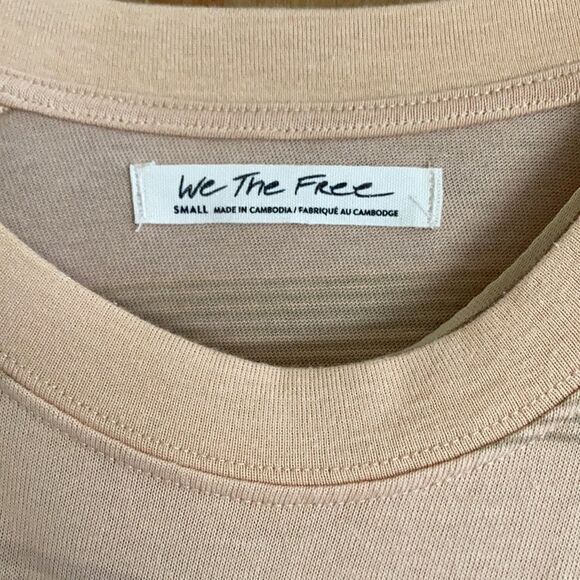 We The Free
SMALL MADE IN CAMBODIA / FABRIQUÉ AU CAMBODGE